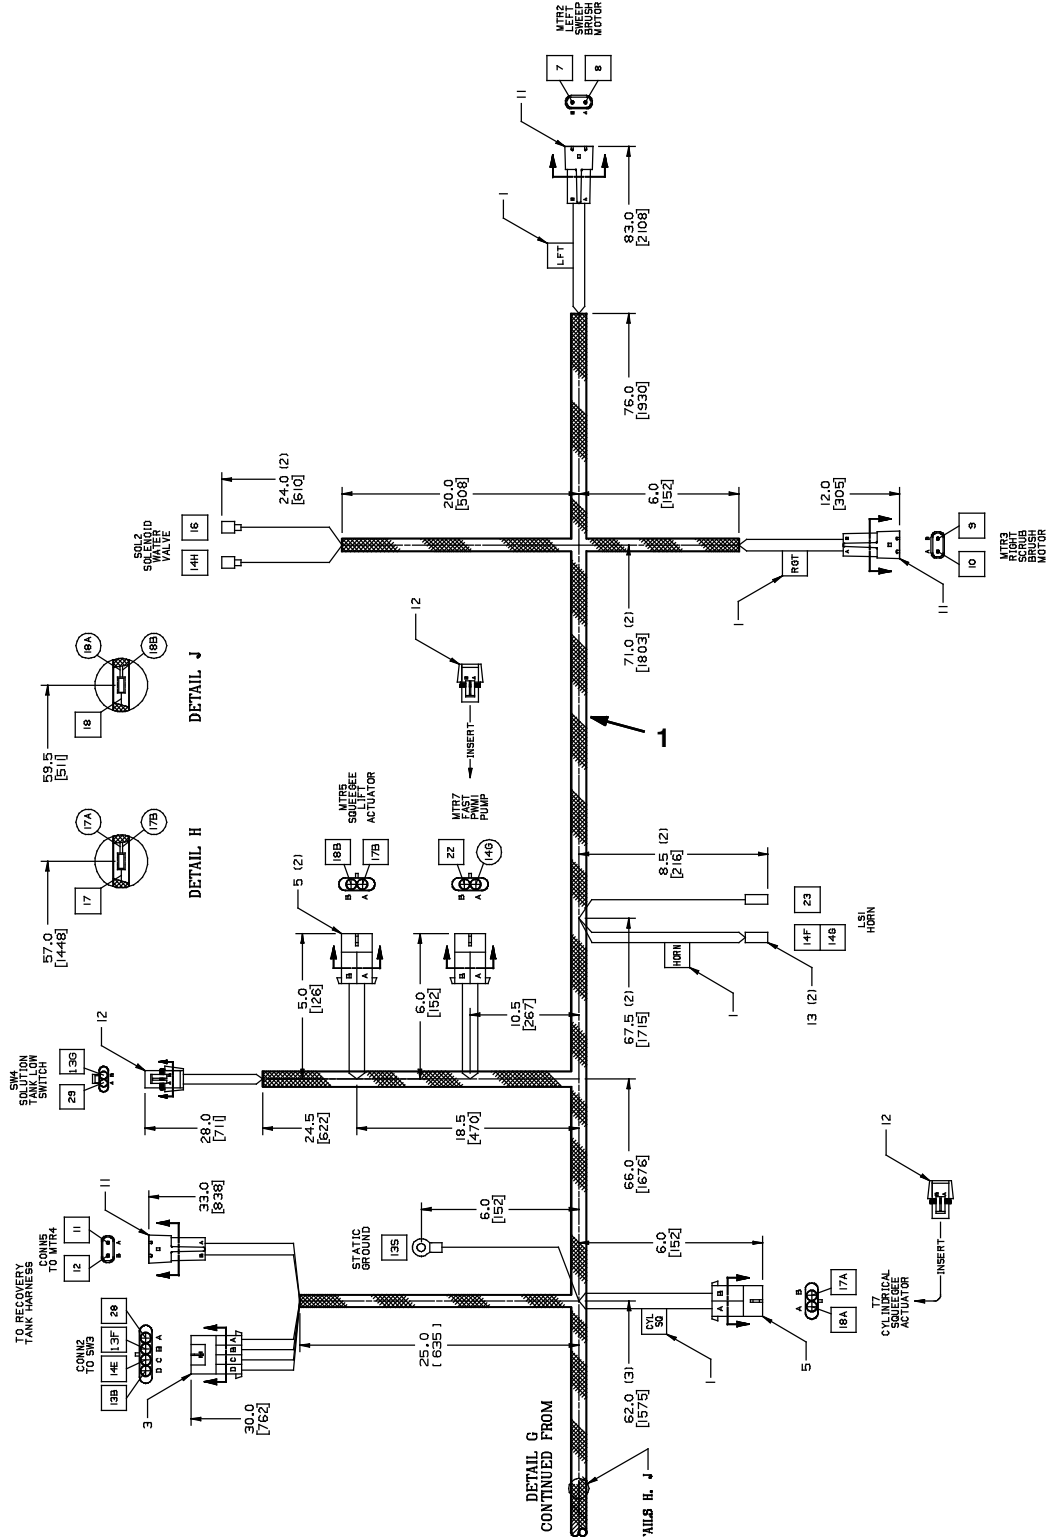 TO RECOVERY
TANK HARNESS
CONN2
TO SW3
13B
14E
13F
28
D C B A
3
D C B A
30.0
[762]
CONN5
TO MTR4
12
11
B A
11
B A
33.0
[838]
25.0
[635]
SW4
SOLUTION
TANK LOW
SWITCH
29
13G
A B
12
28.0
[711]
24.5
[622]
18.5
[470]
57.0
[1448]
17
17A
17B
DETAIL H
59.5
[511]
18
18A
18B
DETAIL J
5.0
[126]
5 (2)
B
A
MTR5
SQUEEGEE
LIFT
ACTUATOR
18B
17B
B
A
6.0
[152]
B
A
10.5
[267]
MTR7
FAST
PWM1
PUMP
22
14G
B
A
INSERT
12
SOL2
SOLENOID
WATER
VALVE
14H
16
24.0 (2)
[610]
20.0
[508]
6.0
[152]
12.0
[305]
STATIC
GROUND
13S
6.0
[152]
DETAIL G
CONTINUED FROM
'AILS H, J
62.0 (3)
[1575]
CYL
SQ
1
A B
6.0
[152]
5
A B
18A
17A
T7
CYLINDRICAL
SQUEEGEE
ACTUATOR
INSERT
12
66.0
[1676]
67.5 (2)
[1715]
HORN
1
8.5 (2)
[216]
13 (2)
14F
14G
23
LS1
HORN
1
71.0 (2)
[1803]
RGT
1
A B
11
A B
10
9
MTR3
RIGHT
SCRUB
BRUSH
MOTOR
76.0
[1930]
LFT
1
B
A
11
83.0
[2108]
B
A
7
8
MTR2
LEFT
SWEEP
BRUSH
MOTOR